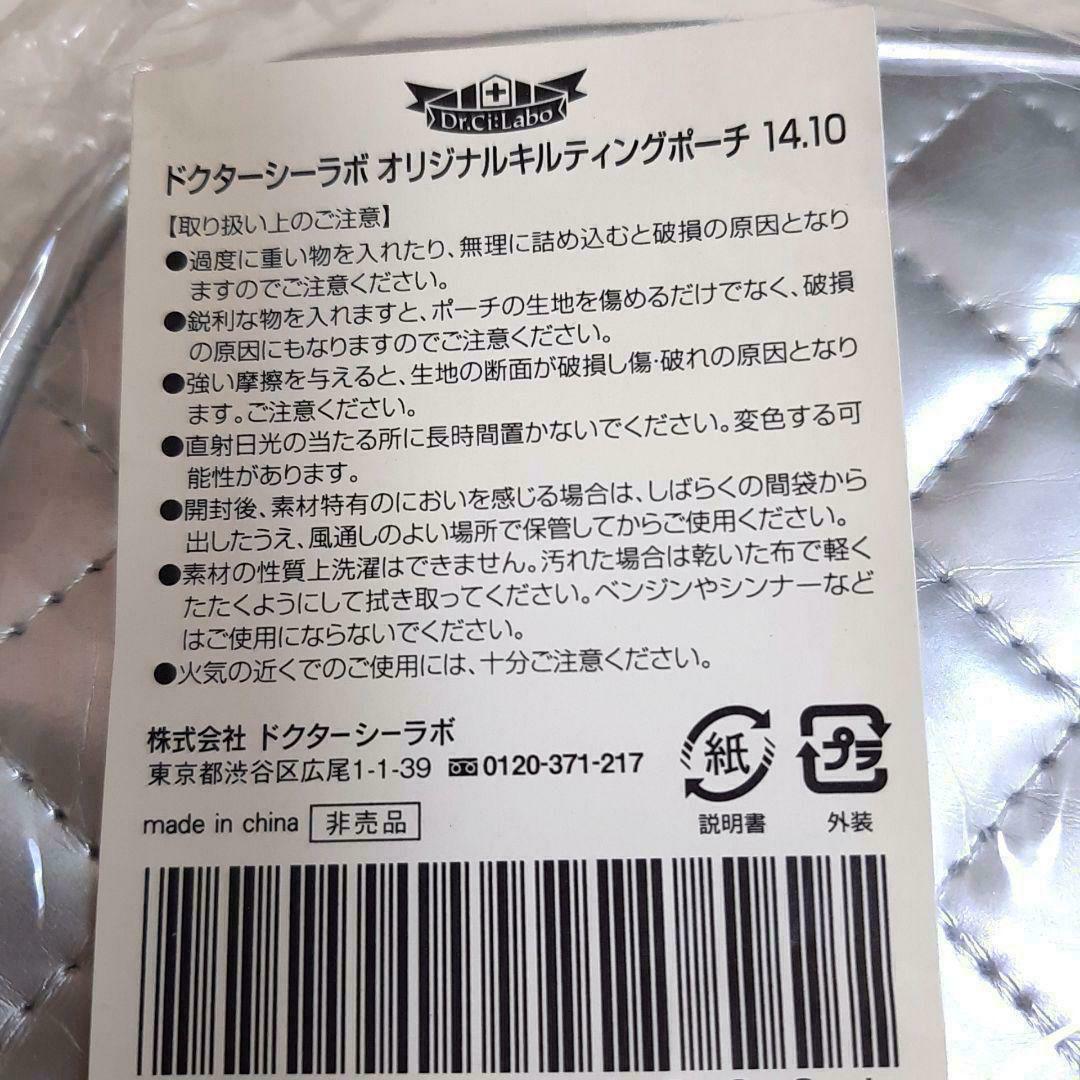 Dr.Ci:Labo
ドクターシーラボ オリジナルキルティングポーチ 14.10
【取り扱い上のご注意】
●過度に重い物を入れたり、無理に詰め込むと破損の原因となり
ますのでご注意ください。
●鋭利な物を入れますと、ポーチの生地を傷めるだけでなく、破損
の原因にもなりますのでご注意ください。
●強い摩擦を与えると、生地の断面が破損し傷・破れの原因となり
ます。ご注意ください。
●直射日光の当たる所に長時間置かないでください。変色する可
能性があります。
●開封後、素材特有のにおいを感じる場合は、しばらくの間袋から
出したうえ、風通しのよい場所で保管してからご使用ください。
●素材の性質上洗濯はできません。汚れた場合は乾いた布で軽く
たたくようにして拭き取ってください。ベンジンやシンナーなど
はご使用にならないでください。
●火気の近くでのご使用には、十分ご注意ください。
株式会社 ドクターシーラボ
東京都渋谷区広尾1-1-39 0120-371-217
made in china 非売品
紙 プラ
説明書 外装